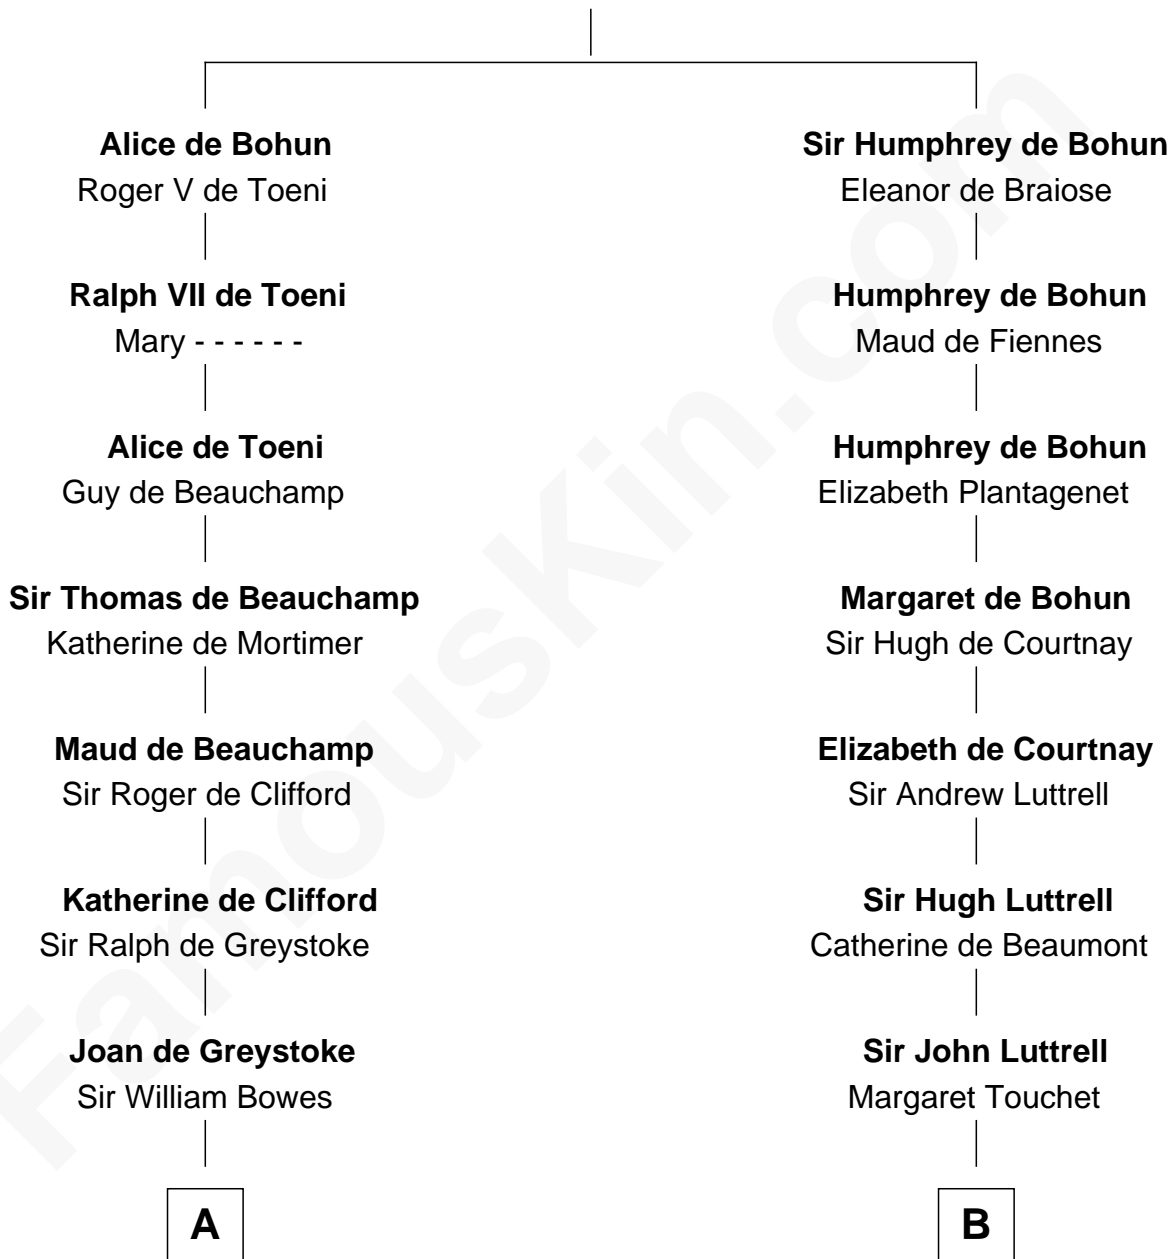 Alice de Bohun
Roger V de Toeni
Ralph VII de Toeni
Mary - - - - - -
Alice de Toeni
Guy de Beauchamp
Sir Thomas de Beauchamp
Katherine de Mortimer
Maud de Beauchamp
Sir Roger de Clifford
Katherine de Clifford
Sir Ralph de Greystoke
Joan de Greystoke
Sir William Bowes
A
Sir Humphrey de Bohun
Eleanor de Braiose
Humphrey de Bohun
Maud de Fiennes
Humphrey de Bohun
Elizabeth Plantagenet
Margaret de Bohun
Sir Hugh de Courtnay
Elizabeth de Courtnay
Sir Andrew Luttrell
Sir Hugh Luttrell
Catherine de Beaumont
Sir John Luttrell
Margaret Touchet
B
FamousKin.com